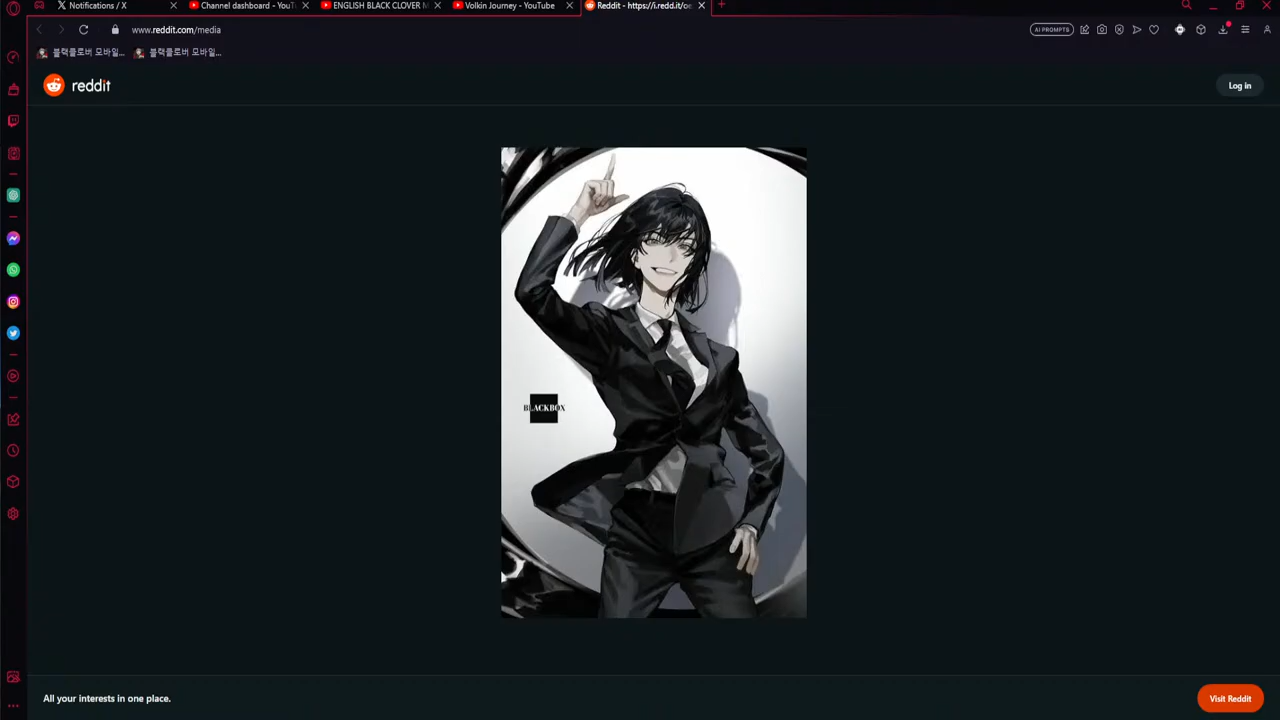 Notifications / X
Channel dashboard - YouT
ENGLISH BLACK CLOVER M
Volkin Journey - YouTube
Reddit - https://i.redd.it/oe
www.reddit.com/media
AI PROMPTS
블랙클로버 모바일...
블랙클로버 모바일...
reddit
Log in
BLACKBOX
All your interests in one place.
Visit Reddit